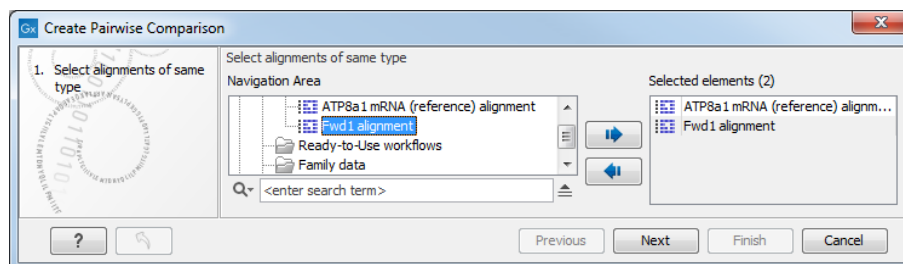 Gx Create Pairwise Comparison
1. Select alignments of same
type
Select alignments of same type
Navigation Area
ATP8a1 mRNA (reference) alignment
Fwd1 alignment
Ready-to-Use workflows
Family data
<enter search term>
Selected elements (2)
ATP8a1 mRNA (reference) alignm...
Fwd1 alignment
?
Previous
Next
Finish
Cancel